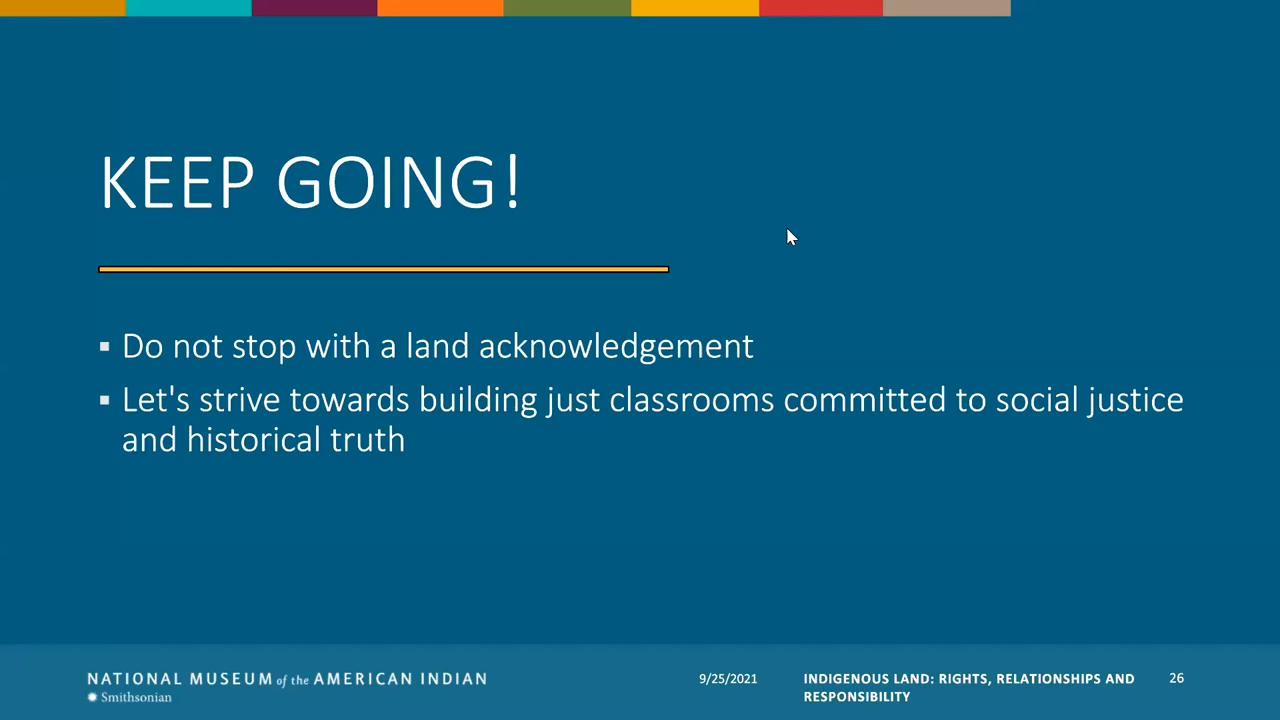 KEEP GOING!
Do not stop with a land acknowledgement
Let's strive towards building just classrooms committed to social justice
and historical truth
NATIONAL MUSEUM of the AMERICAN INDIAN
Smithsonian
9/25/2021
INDIGENOUS LAND: RIGHTS, RELATIONSHIPS AND
RESPONSIBILITY
26